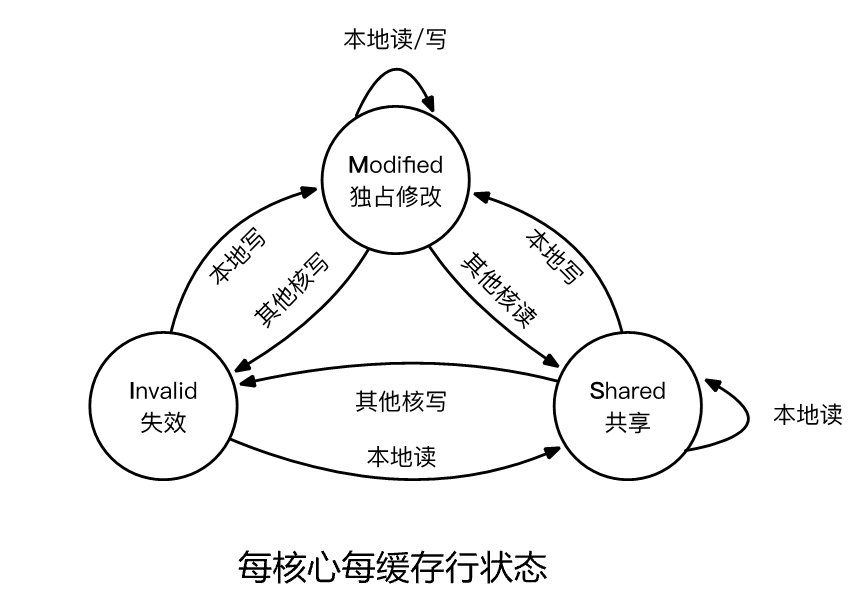 本地读/写
Modified
独占修改
本地写
其他核写
其他核读
本地写
Invalid
失效
其他核写
本地读
Shared
共享
本地读
每核心每缓存行状态